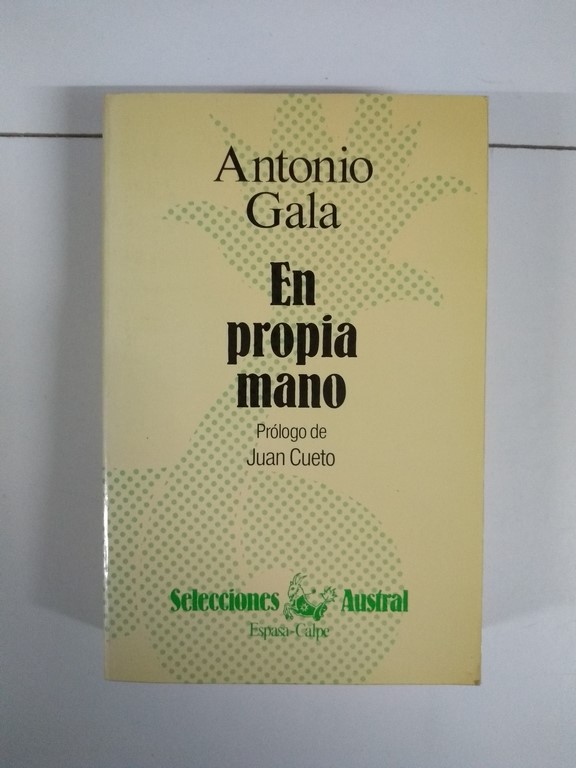 Antonio
Gala
En
propia
mano
Prólogo de
Juan Cueto
Selecciones Austral
Espasa-Calpe